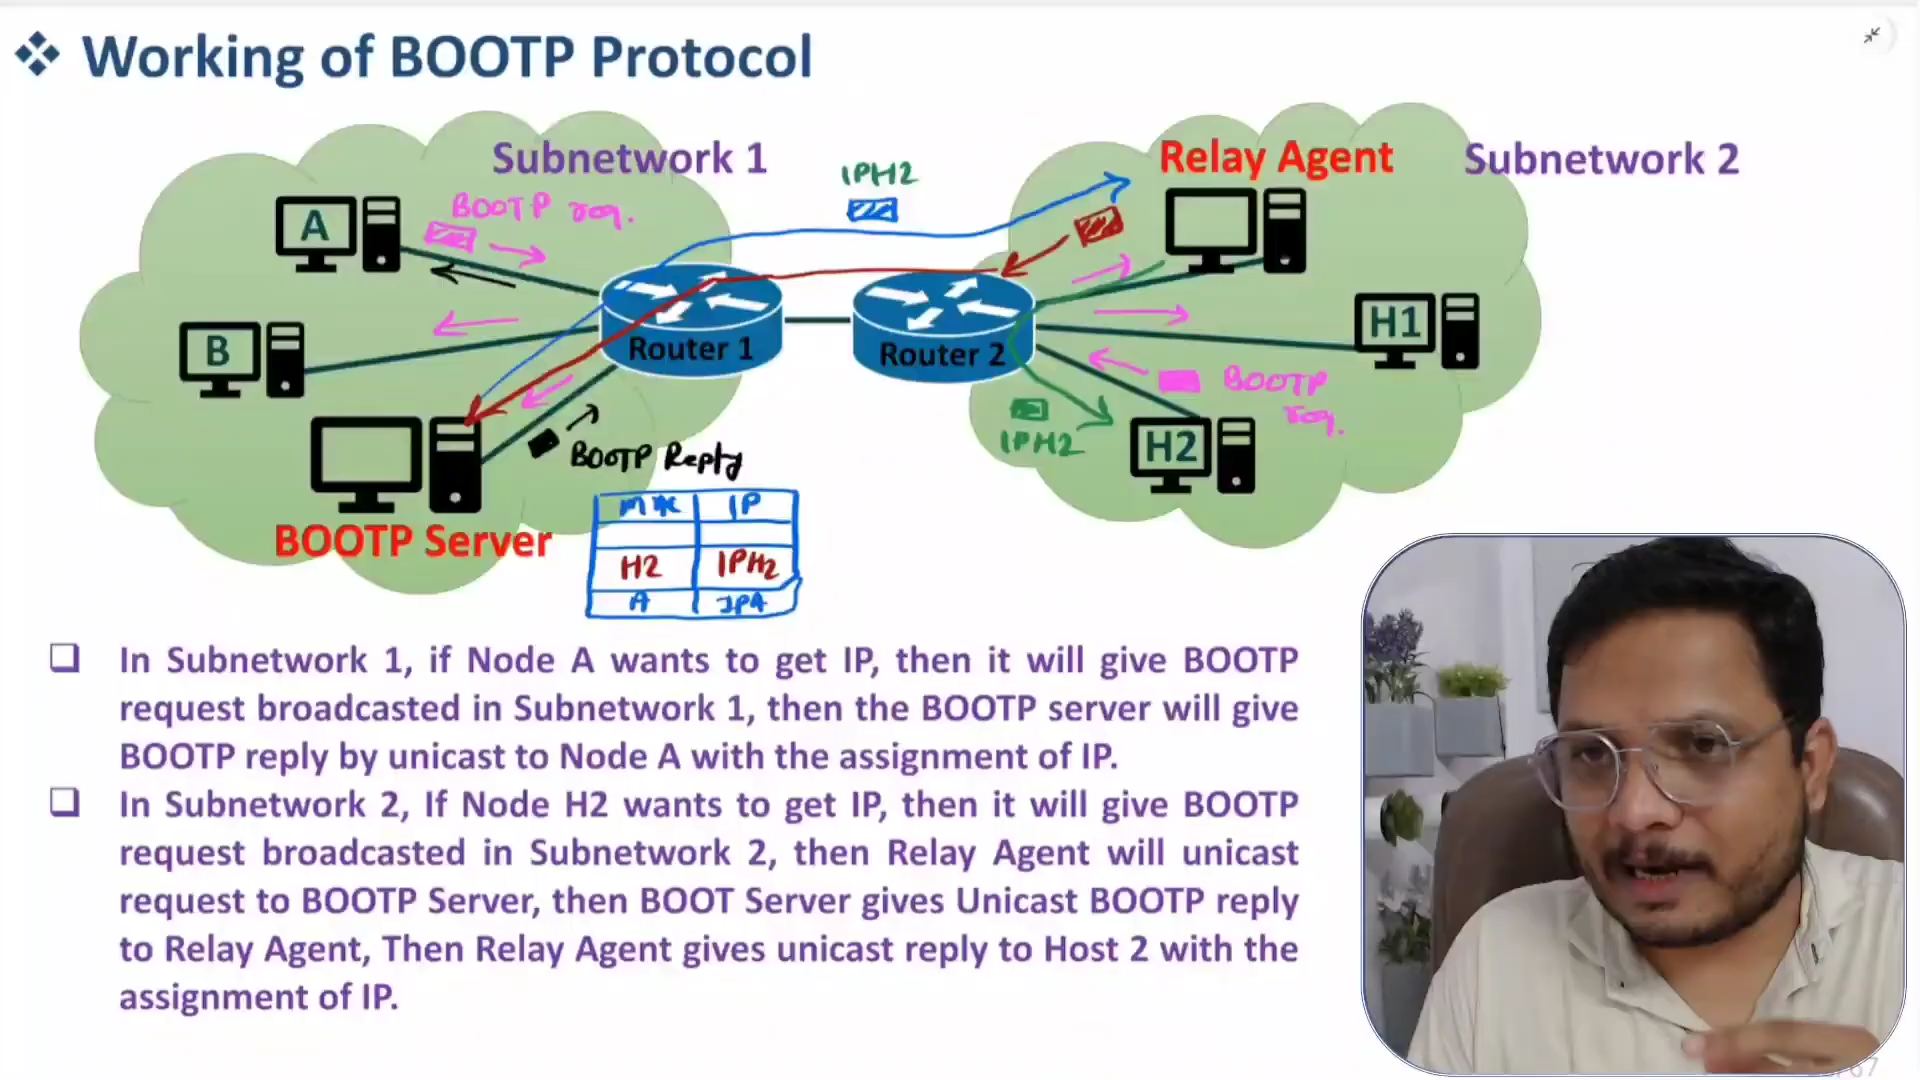 ❖ Working of BOOTP Protocol
Subnetwork 1
IPH2
Relay Agent
Subnetwork 2
A
BOOTP req.
B
Router 1
Router 2
H1
BOOTP
req.
IPH2
H2
BOOTP Reply
BOOTP Server
IP
H2 IPH2
A IPA
In Subnetwork 1, if Node A wants to get IP, then it will give BOOTP
request broadcasted in Subnetwork 1, then the BOOTP server will give
BOOTP reply by unicast to Node A with the assignment of IP.
In Subnetwork 2, If Node H2 wants to get IP, then it will give BOOTP
request broadcasted in Subnetwork 2, then Relay Agent will unicast
request to BOOTP Server, then BOOT Server gives Unicast BOOTP reply
to Relay Agent, Then Relay Agent gives unicast reply to Host 2 with the
assignment of IP.